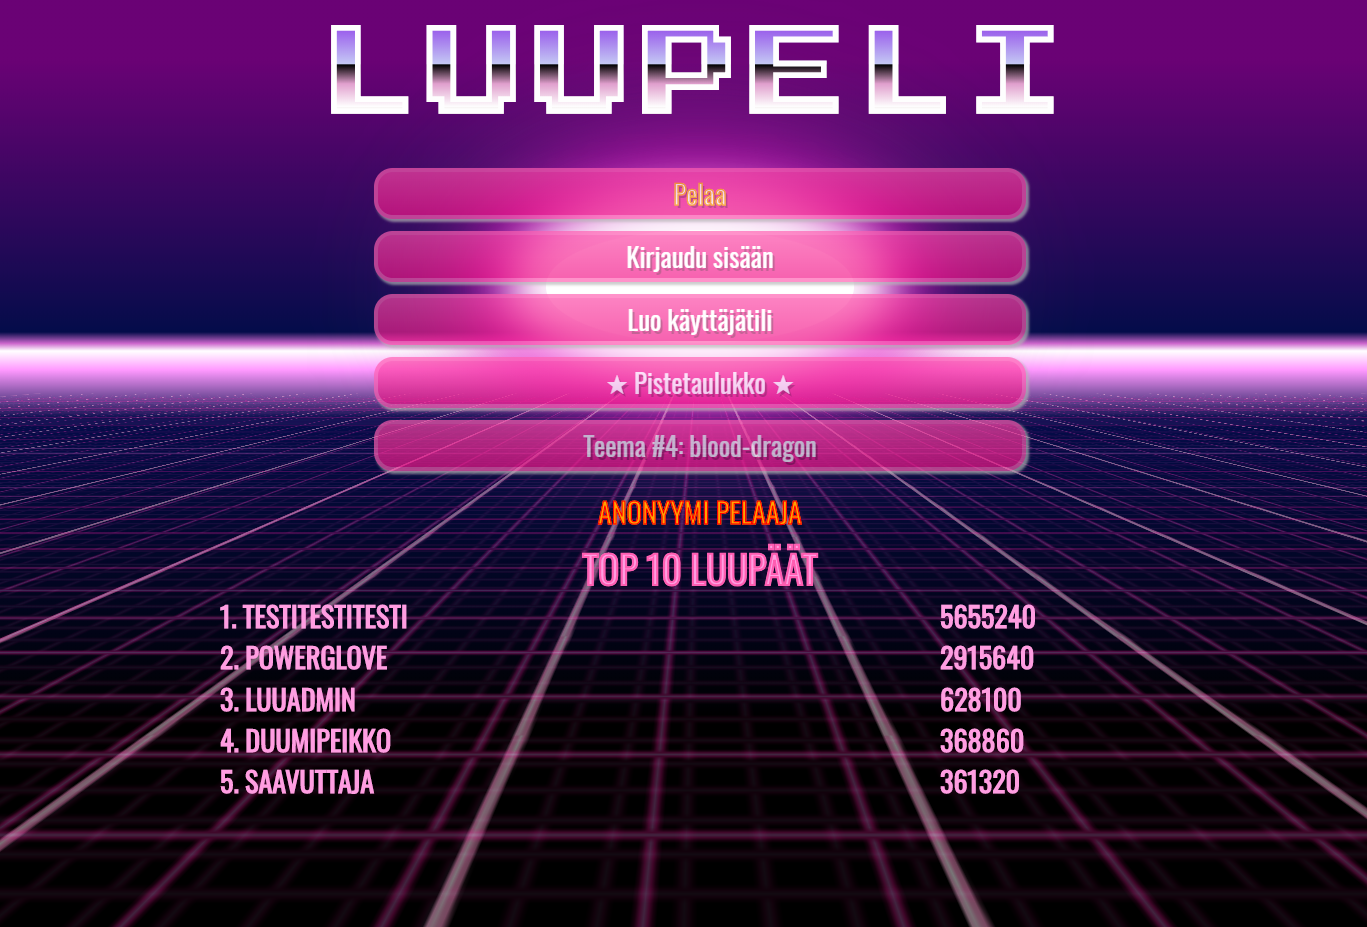 LUUPELI
Pelaa
Kirjaudu sisään
Luo käyttäjätili
★ Pistetaulukko ★
Teema #4: blood-dragon
ANONYYMI PELAAJA
TOP 10 LUUPÄÄT
1. TESTITESTITESTI 5655240
2. POWERGLOVE 2915640
3. LUUADMIN 628100
4. DUUMIPEIKKO 368860
5. SAAVUTTAJA 361320